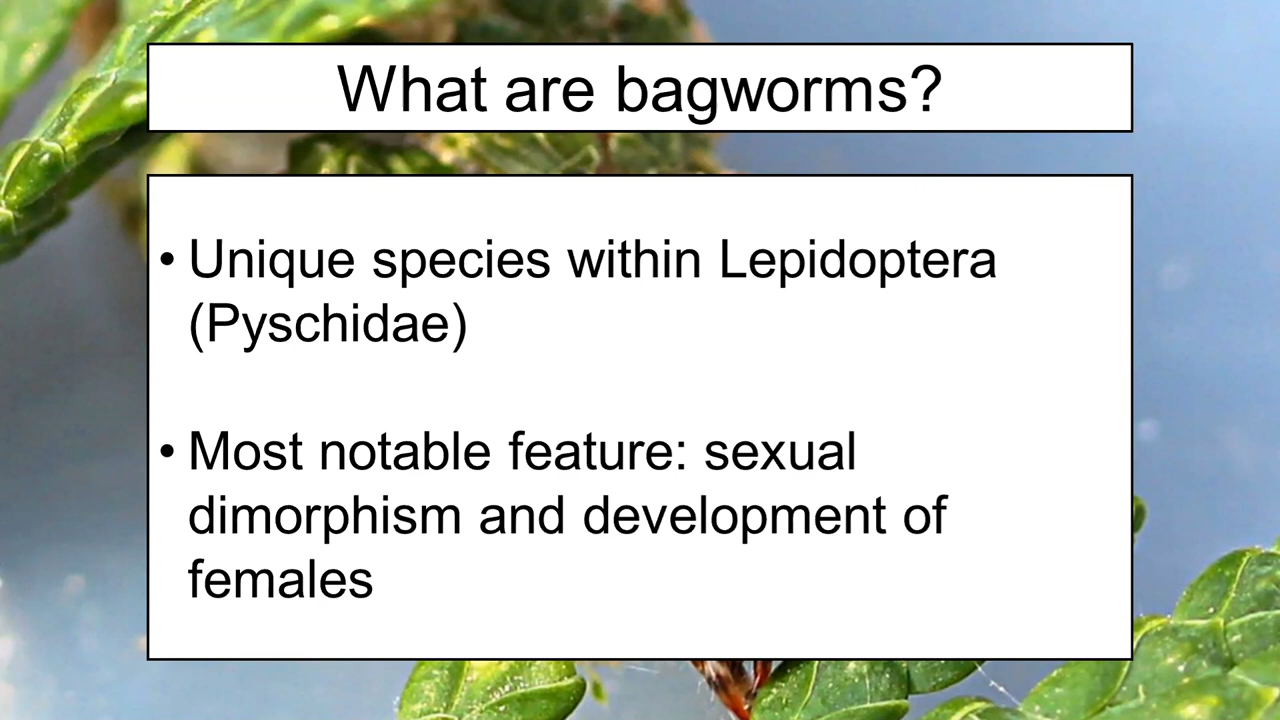 What are bagworms?
• Unique species within Lepidoptera
(Pyschidae)
• Most notable feature: sexual
dimorphism and development of
females